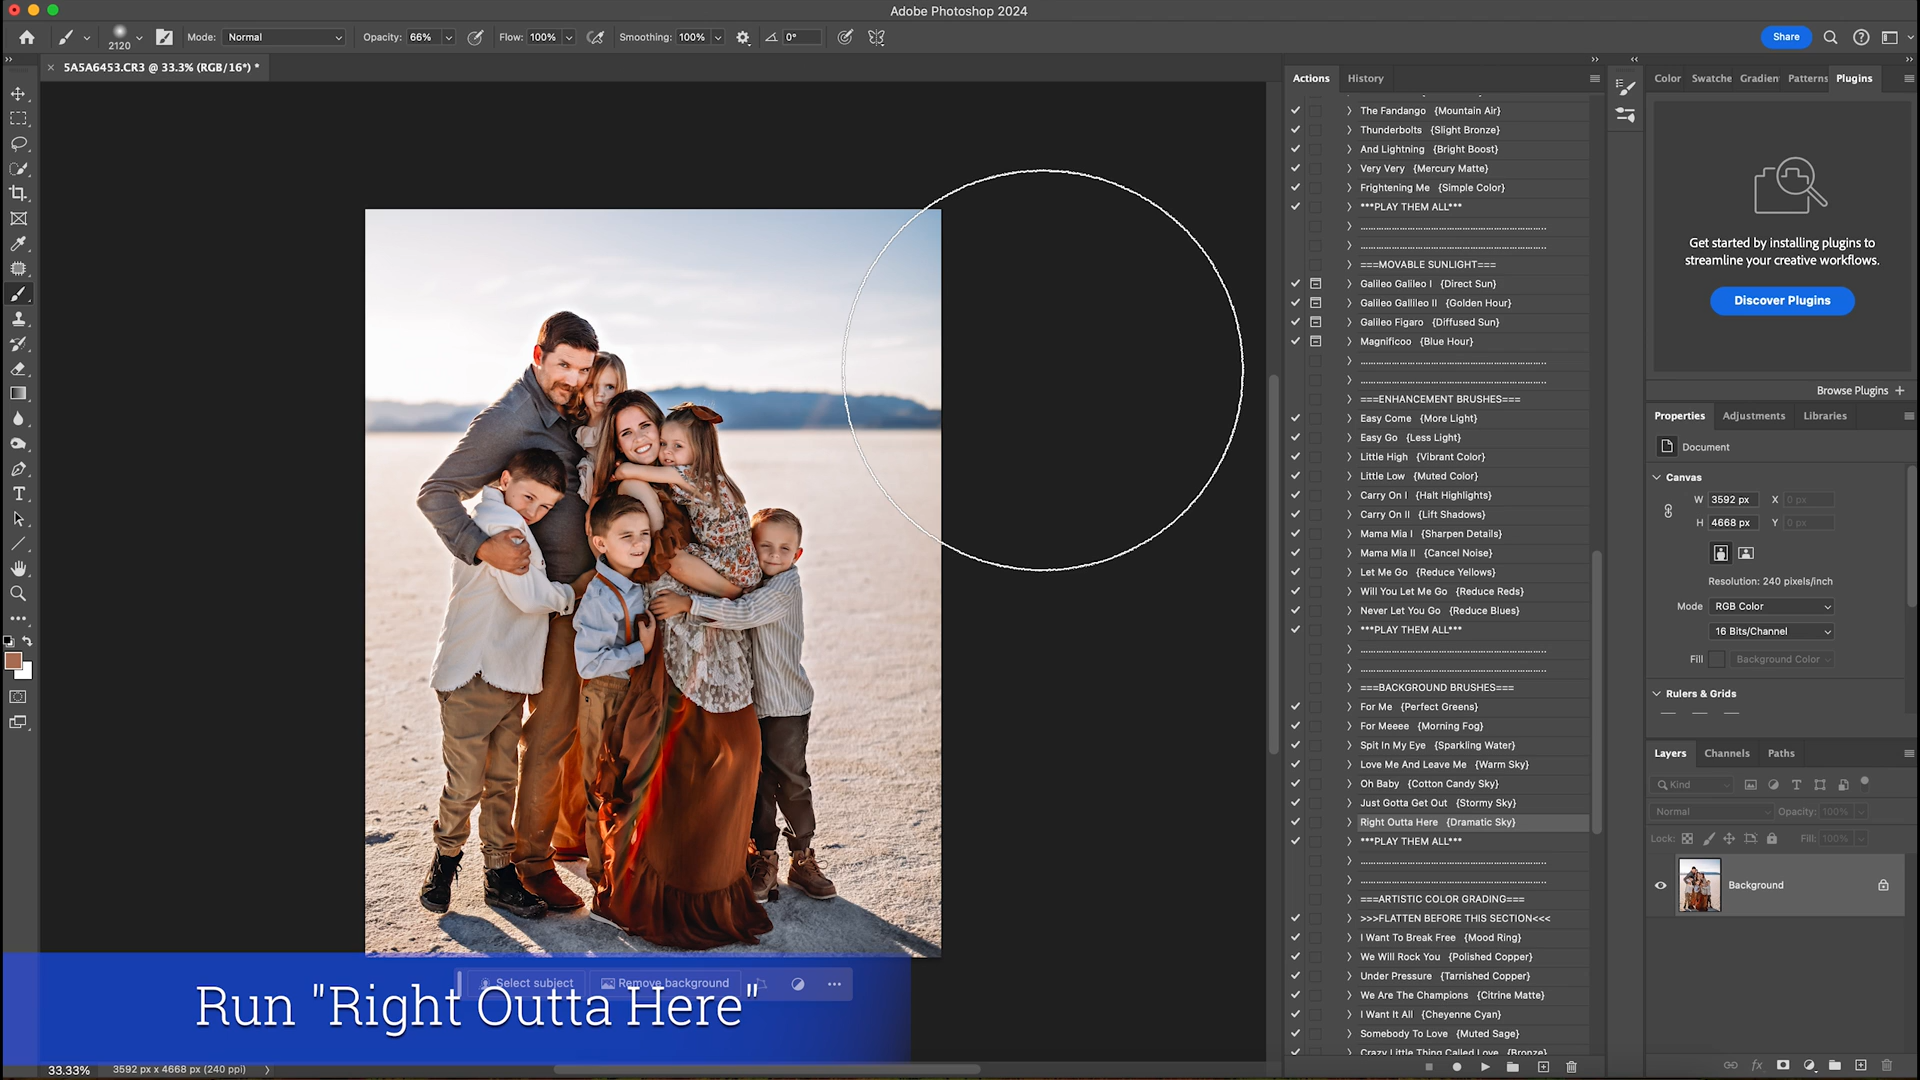 Adobe Photoshop 2024
2120
Mode: Normal
Opacity: 66%
Flow: 100%
Smoothing: 100%
0°
Share
5A5A6453.CR3 @ 33.3% (RGB/16*) *
Actions
History
The Fandango {Mountain Air}
Thunderbolts {Slight Bronze}
And Lightning {Bright Boost}
Very Very {Mercury Matte}
Frightening Me {Simple Color}
***PLAY THEM ALL***
===MOVABLE SUNLIGHT===
Galileo Galileo I {Direct Sun}
Galileo Gallileo II {Golden Hour}
Galileo Figaro {Diffused Sun}
Magnificoo {Blue Hour}
===ENHANCEMENT BRUSHES===
Easy Come {More Light}
Easy Go {Less Light}
Little High {Vibrant Color}
Little Low {Muted Color}
Carry On I {Halt Highlights}
Carry On II {Lift Shadows}
Mama Mia I {Sharpen Details}
Mama Mia II {Cancel Noise}
Let Me Go {Reduce Yellows}
Will You Let Me Go {Reduce Reds}
Never Let You Go {Reduce Blues}
***PLAY THEM ALL***
===BACKGROUND BRUSHES===
For Me {Perfect Greens}
For Meeee {Morning Fog}
Spit In My Eye {Sparkling Water}
Love Me And Leave Me {Warm Sky}
Oh Baby {Cotton Candy Sky}
Just Gotta Get Out {Stormy Sky}
Right Outta Here {Dramatic Sky}
***PLAY THEM ALL***
===ARTISTIC COLOR GRADING===
>>>FLATTEN BEFORE THIS SECTION<<<
I Want To Break Free {Mood Ring}
We Will Rock You {Polished Copper}
Under Pressure {Tarnished Copper}
We Are The Champions {Citrine Matte}
I Want It All {Cheyenne Cyan}
Somebody To Love {Muted Sage}
Crazy Little Thing Called Love {Bronze}
Color
Swatche
Gradien
Patterns
Plugins
Get started by installing plugins to
streamline your creative workflows.
Discover Plugins
Browse Plugins
Properties
Adjustments
Libraries
Document
Canvas
W 3592 px X 0 px
H 4668 px Y 0 px
Resolution: 240 pixels/inch
Mode RGB Color
16 Bits/Channel
Fill Background Color
Rulers & Grids
Layers
Channels
Paths
Kind
Normal
Opacity: 100%
Lock:
Fill: 100%
Background
Select subject
Remove background
Run "Right Outta Here"
33.33%
3592 px x 4668 px (240 ppi)